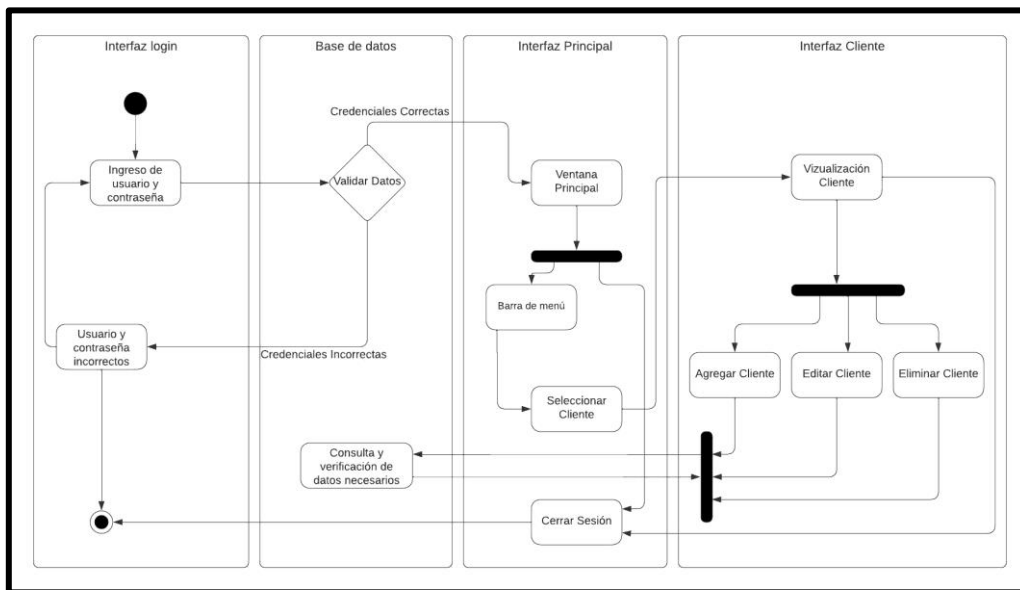 Interfaz login
Base de datos
Interfaz Principal
Interfaz Cliente
Credenciales Correctas
Ingreso de
usuario y
contraseña
Validar Datos
Ventana
Principal
Vizualización
Cliente
Barra de menú
Usuario y
contraseña
incorrectos
Credenciales Incorrectas
Agregar Cliente
Editar Cliente
Eliminar Cliente
Seleccionar
Cliente
Consulta y
verificación de
datos necesarios
Cerrar Sesión